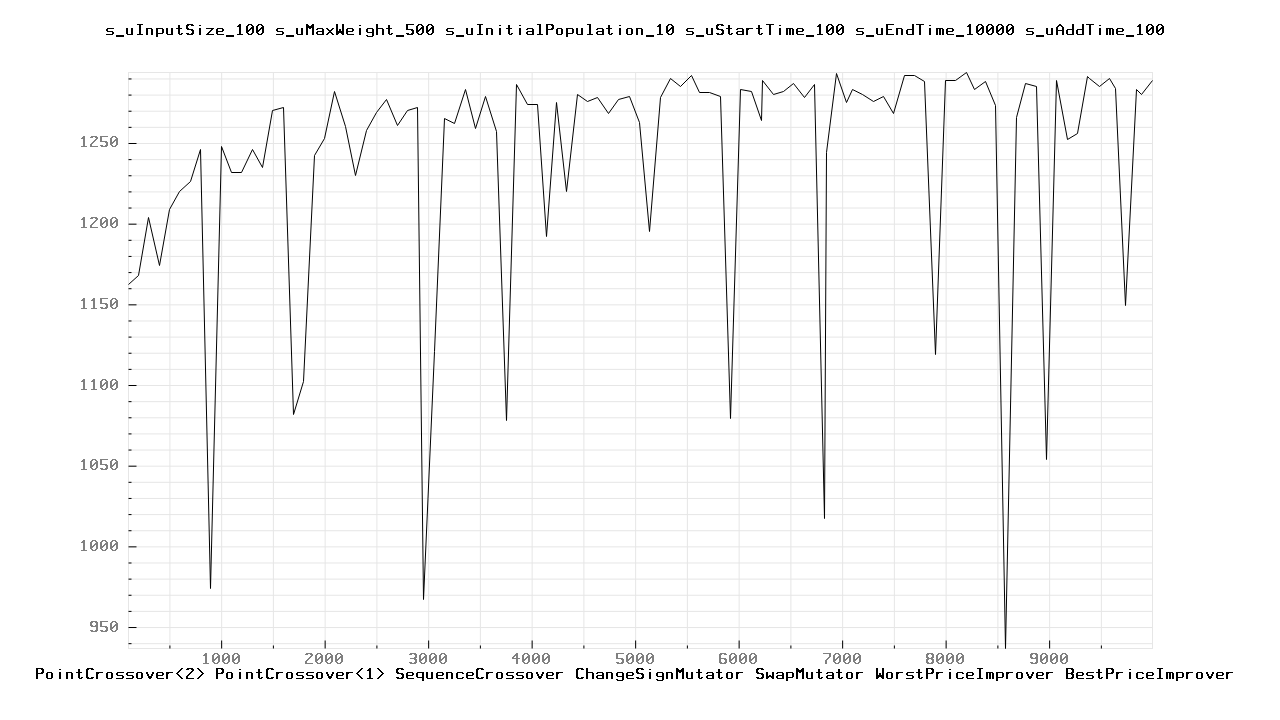 s_uInputSize_100 s_uMaxWeight_500 s_uInitialPopulation_10 s_uStartTime_100 s_uEndTime_10000 s_uAddTime_100
1250
1200
1150
1100
1050
1000
950
1000 2000 3000 4000 5000 6000 7000 8000 9000
PointCrossover<2> PointCrossover<1> SequenceCrossover ChangeSignMutator SwapMutator WorstPriceImprover BestPriceImprover